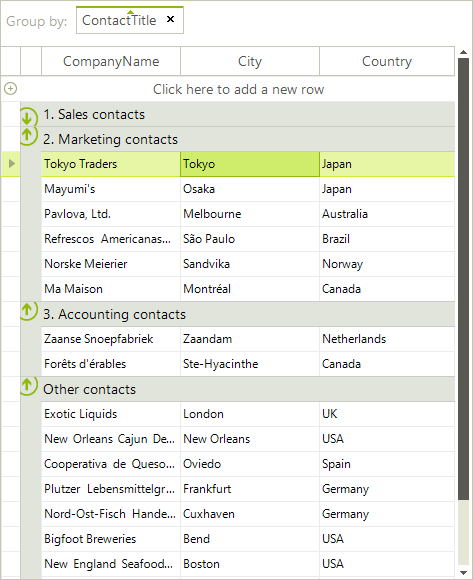 Group by: ContactTitle ×
CompanyName City Country
Click here to add a new row
1. Sales contacts
2. Marketing contacts
Tokyo Traders Tokyo Japan
Mayumi's Osaka Japan
Pavlova, Ltd. Melbourne Australia
Refrescos Americanas... São Paulo Brazil
Norske Meierier Sandvika Norway
Ma Maison Montréal Canada
3. Accounting contacts
Zaanse Snoepfabriek Zaandam Netherlands
Forêts d'érables Ste-Hyacinthe Canada
Other contacts
Exotic Liquids London UK
New Orleans Cajun De... New Orleans USA
Cooperativa de Queso... Oviedo Spain
Plutzer Lebensmittelgr... Frankfurt Germany
Nord-Ost-Fisch Hande... Cuxhaven Germany
Bigfoot Breweries Bend USA
New England Seafood... Boston USA